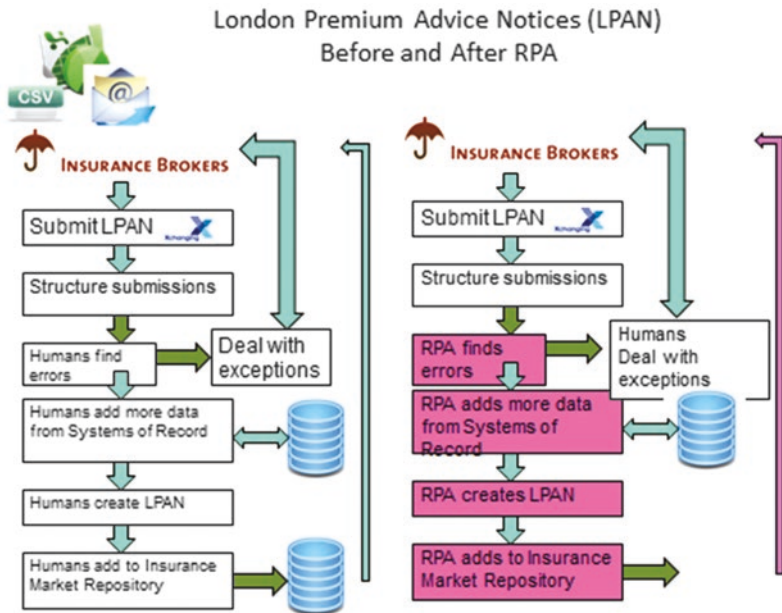 London Premium Advice Notices (LPAN)
Before and After RPA
CSV
@
INSURANCE BROKERS
Submit LPAN
Xchanging
Structure submissions
Humans find
errors
Deal with
exceptions
Humans add more data
from Systems of
Record
Humans create LPAN
Humans add to Insurance
Market Repository
INSURANCE BROKERS
Submit LPAN
Xchanging
Structure submissions
RPA finds
errors
Humans
Deal with
exceptions
RPA adds more data
from Systems of
Record
RPA creates LPAN
RPA adds to Insurance
Market Repository